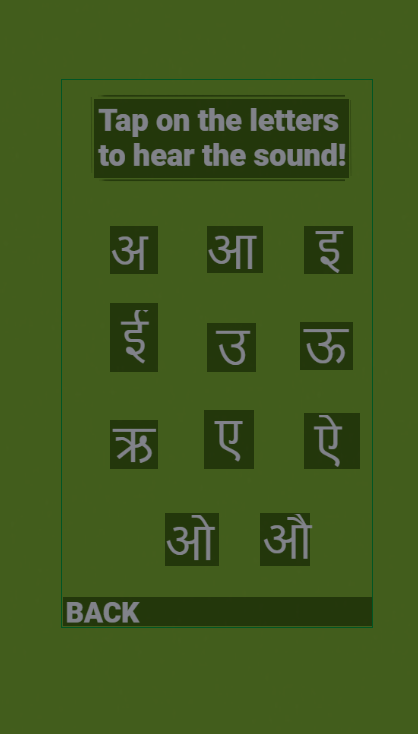 Tap on the letters
to hear the sound!
अ आ इ
ई उ ऊ
ऋ ए ऐ
ओ औ
BACK